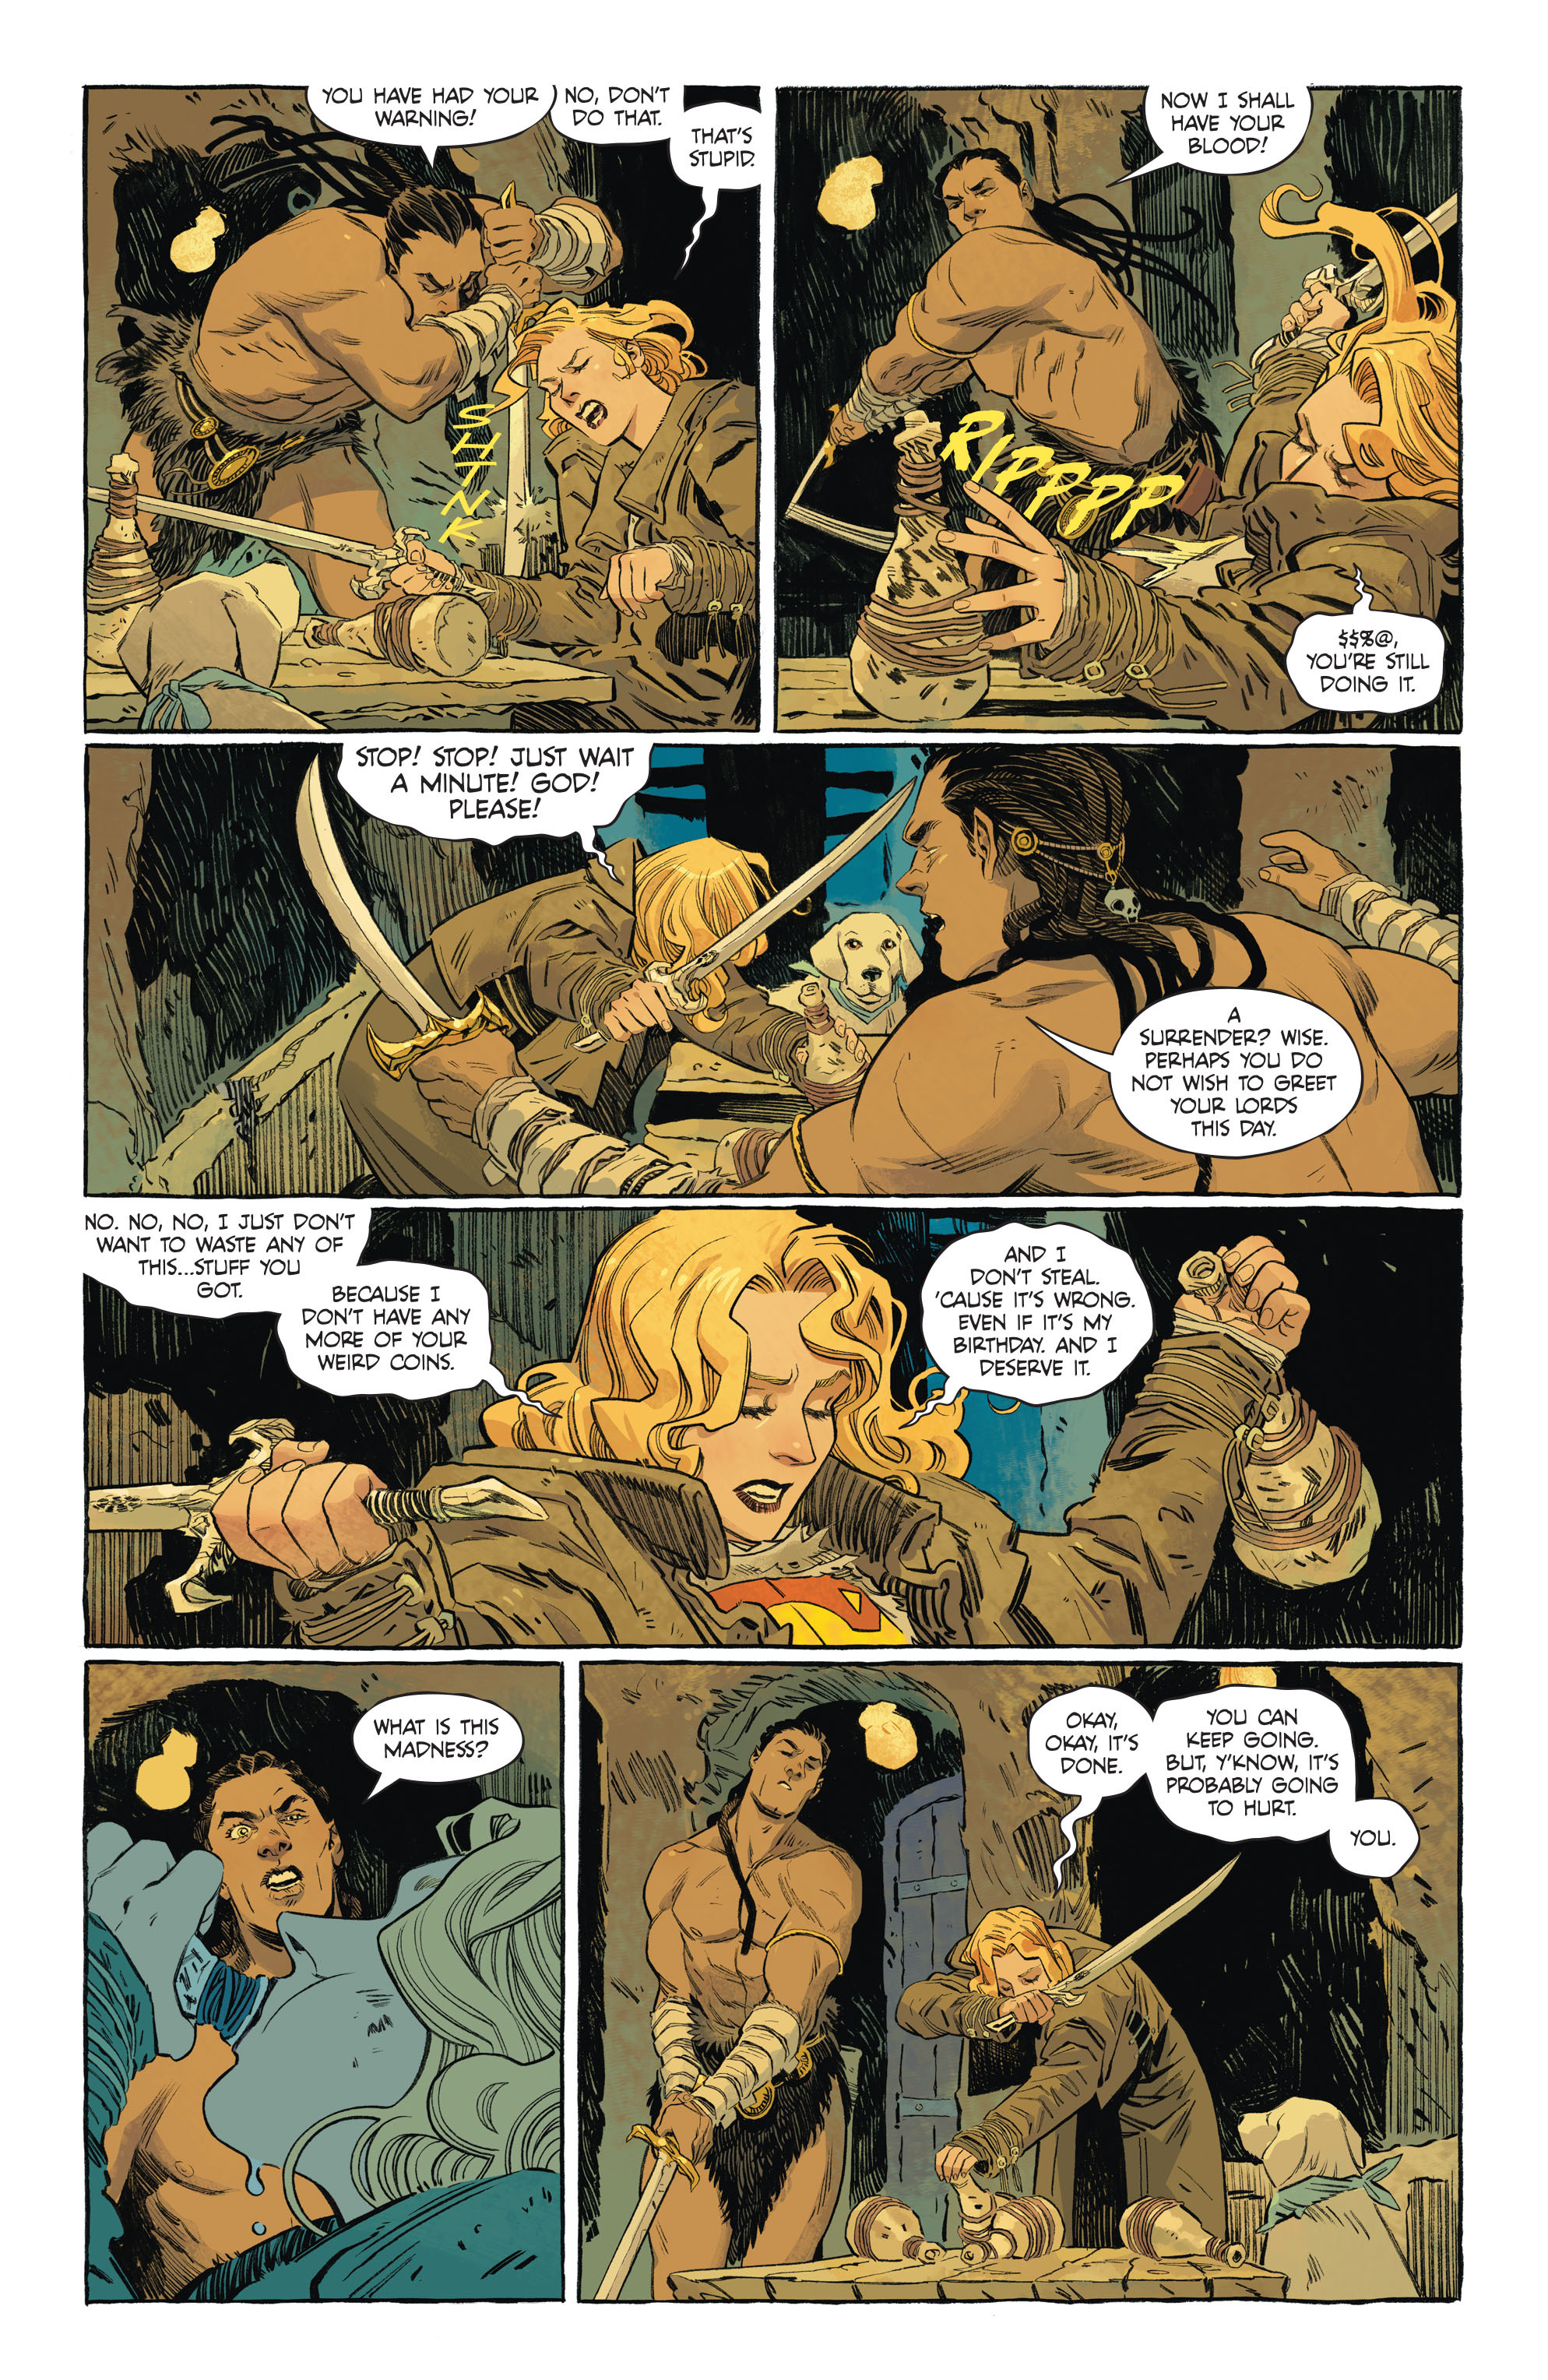 YOU HAVE HAD YOUR
WARNING!
NO, DON'T
DO THAT.
THAT'S
STUPID.
SHINK
NOW I SHALL
HAVE YOUR
BLOOD!
RIPPPPP
$$%@,
YOU'RE STILL
DOING IT.
STOP! STOP! JUST WAIT
A MINUTE! GOD!
PLEASE!
A
SURRENDER? WISE.
PERHAPS YOU DO
NOT WISH TO GREET
YOUR LORDS
THIS DAY.
NO. NO, NO, I JUST DON'T
WANT TO WASTE ANY OF
THIS...STUFF YOU
GOT.
BECAUSE I
DON'T HAVE ANY
MORE OF YOUR
WEIRD COINS.
AND I
DON'T STEAL.
'CAUSE IT'S WRONG.
EVEN IF IT'S MY
BIRTHDAY. AND I
DESERVE IT.
WHAT IS THIS
MADNESS?
OKAY,
OKAY, IT'S
DONE.
YOU CAN
KEEP GOING.
BUT, Y'KNOW, IT'S
PROBABLY GOING
TO HURT.
YOU.